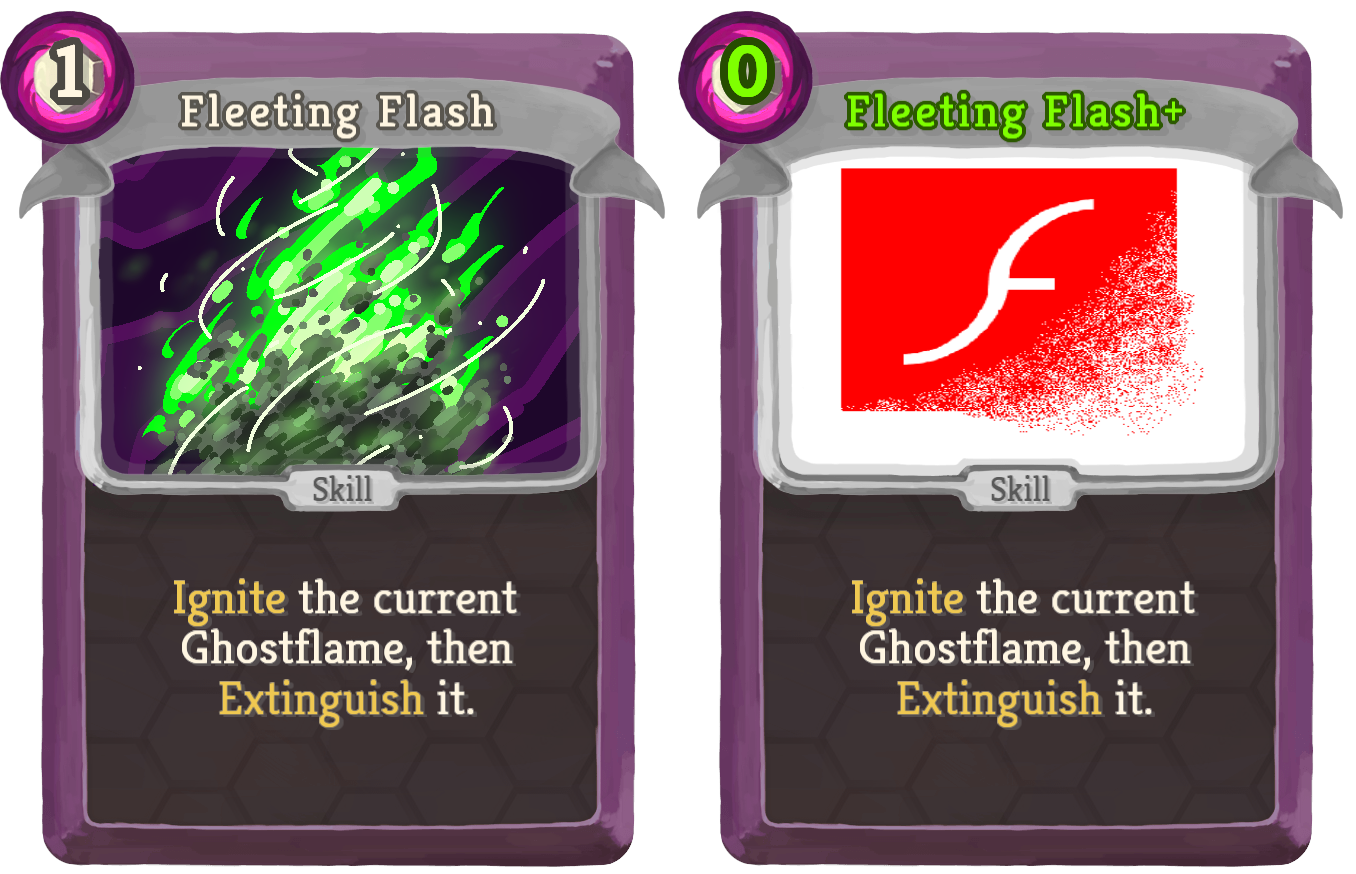 1
Fleeting Flash
Skill
Ignite the current
Ghostflame, then
Extinguish it.
0
Fleeting Flash+
Skill
Ignite the current
Ghostflame, then
Extinguish it.